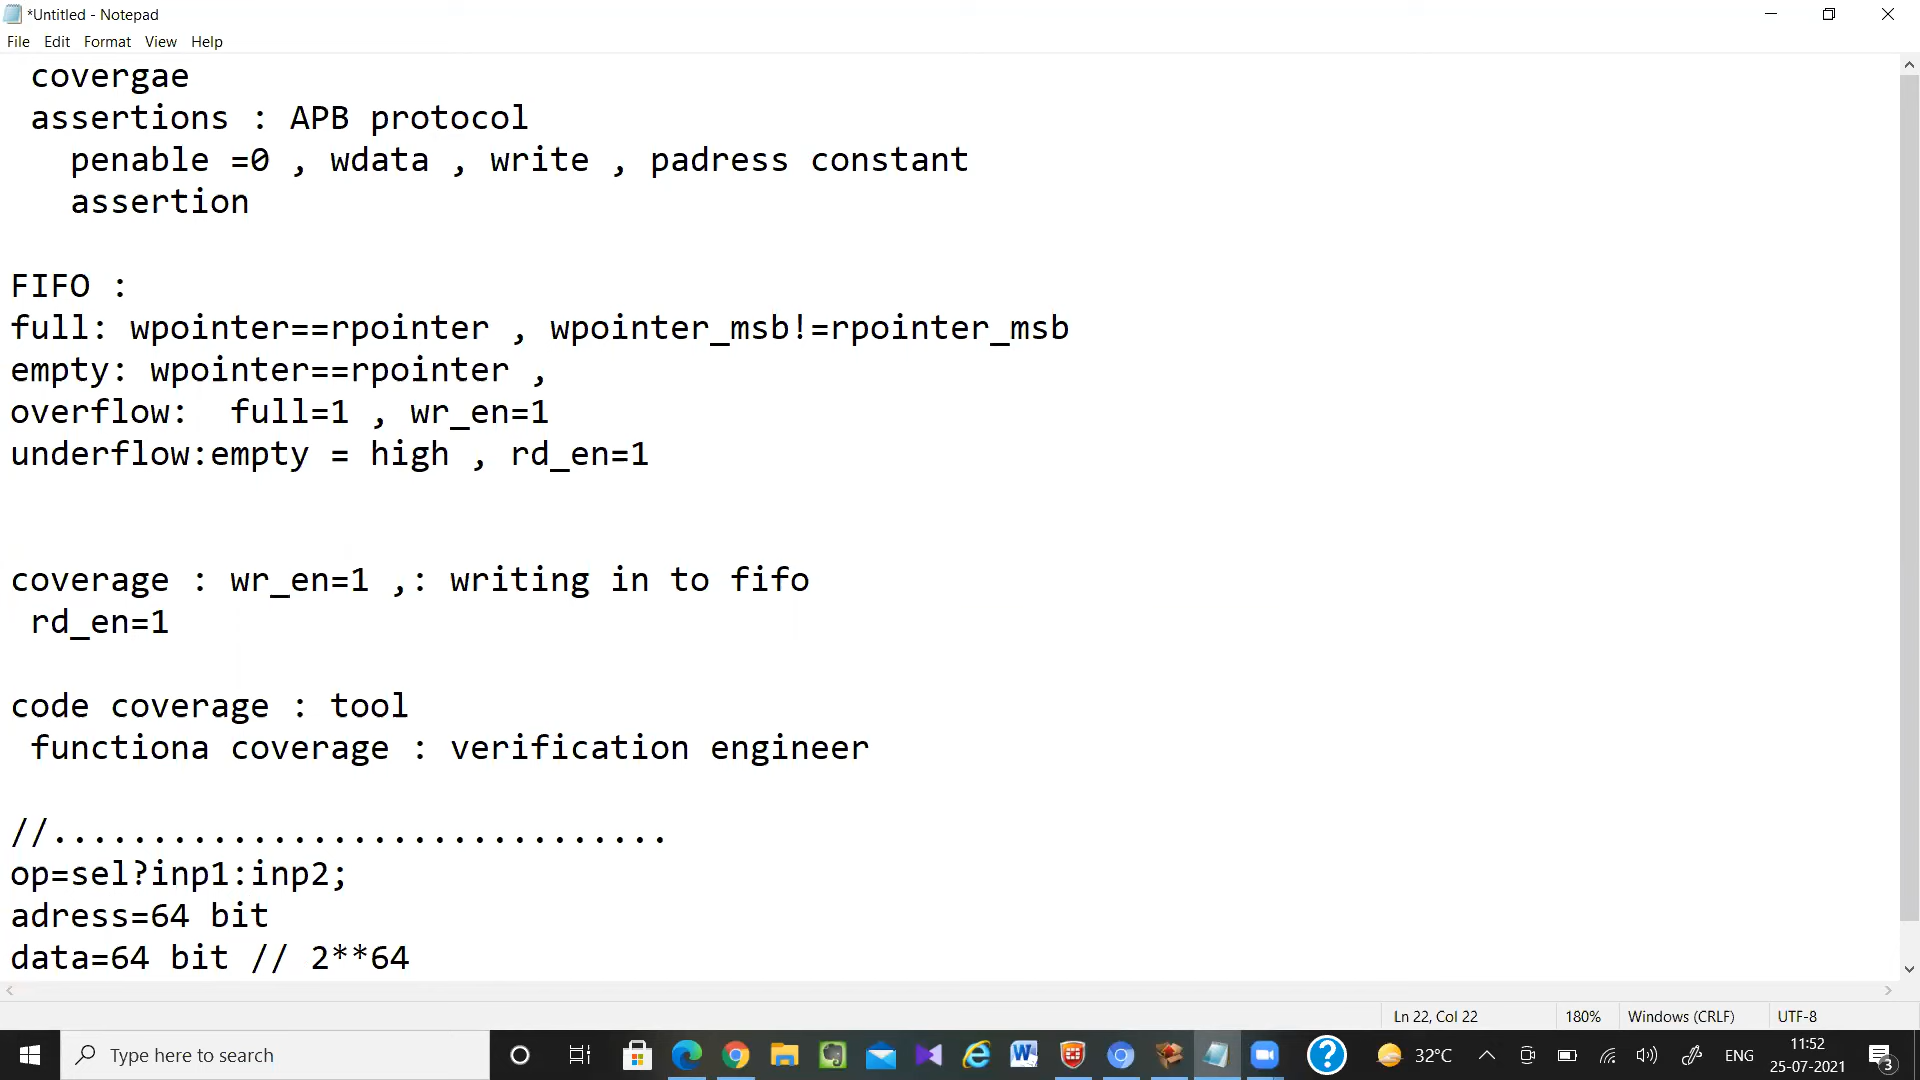 *Untitled - Notepad
File Edit Format View Help
covergae
assertions : APB protocol
penable =0 , wdata , write , padress constant
assertion
FIFO :
full: wpointer==rpointer , wpointer_msb!=rpointer_msb
empty: wpointer==rpointer ,
overflow:  full=1 , wr_en=1
underflow:empty = high , rd_en=1
coverage : wr_en=1 ,: writing in to fifo
rd_en=1
code coverage : tool
functiona coverage : verification engineer
//...............................
op=sel?inp1:inp2;
adress=64 bit
data=64 bit // 2**64
Ln 22, Col 22 180% Windows (CRLF) UTF-8
Type here to search 32°C ENG 11:52
25-07-2021 3